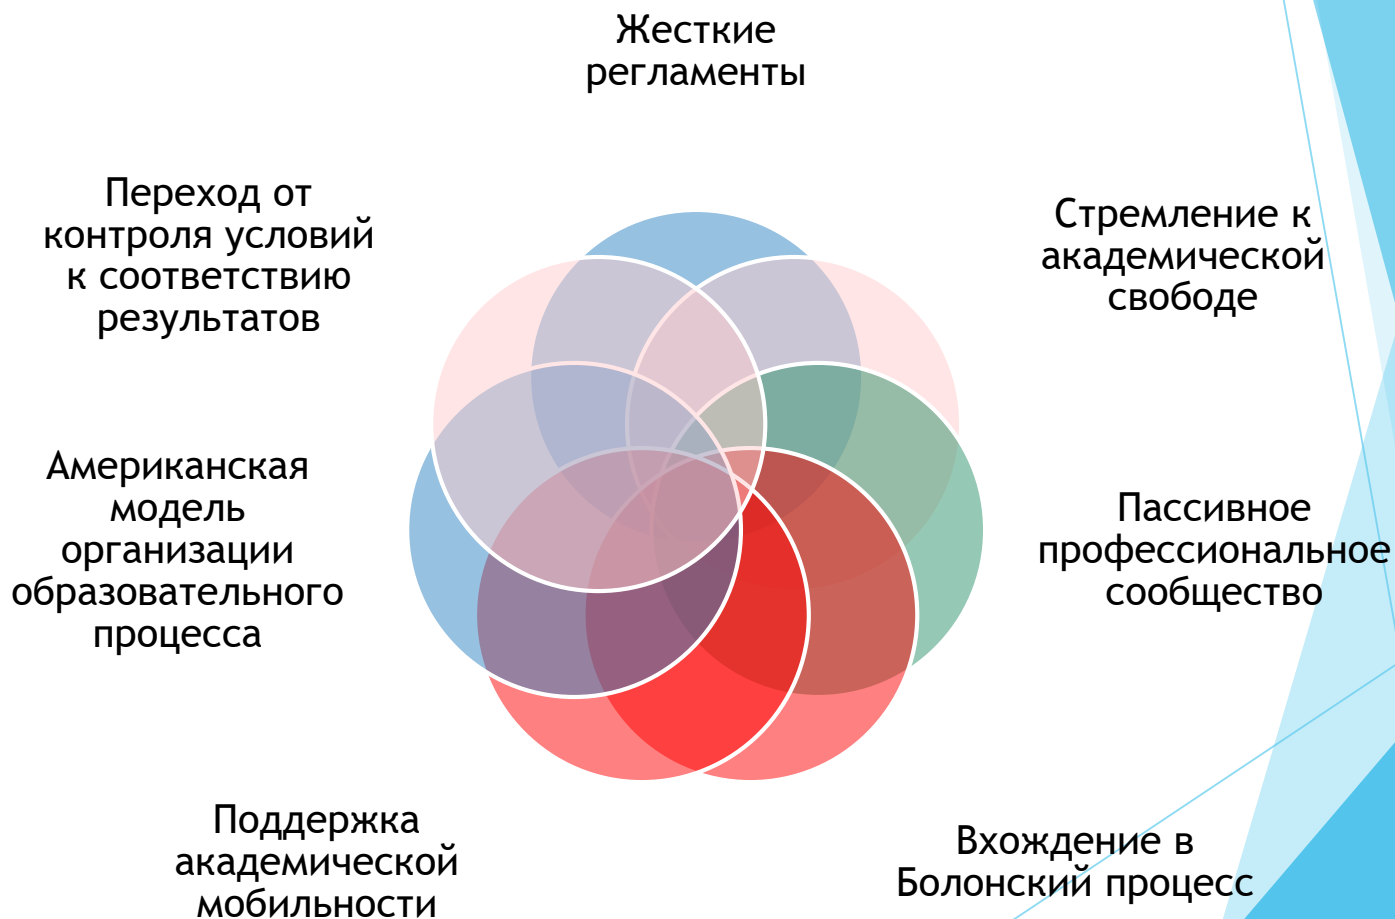 Жесткие
регламенты
Стремление к
академической
свободе
Пассивное
профессиональное
сообщество
Вхождение в
Болонский процесс
Поддержка
академической
мобильности
Американская
модель
организации
образовательного
процесса
Переход от
контроля условий
к соответствию
результатов